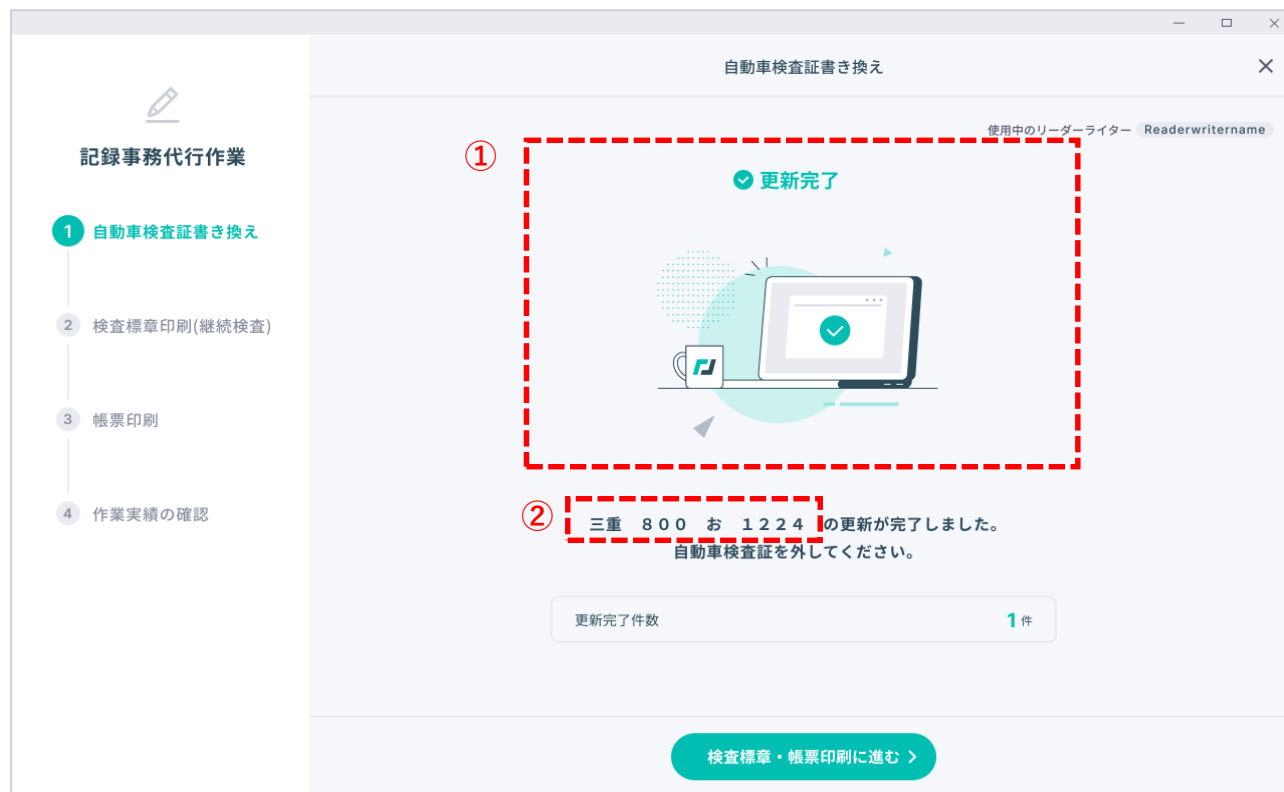 自動車検査証書き換え
記録事務代行作業
1 自動車検査証書き換え
2 検査標章印刷(継続検査)
3 帳票印刷
4 作業実績の確認
使用中のリーダーライター Readerwritername
①
更新完了
②
三重 ８００ お １２２４ の更新が完了しました。
自動車検査証を外してください。
更新完了件数 1 件
検査標章・帳票印刷に進む